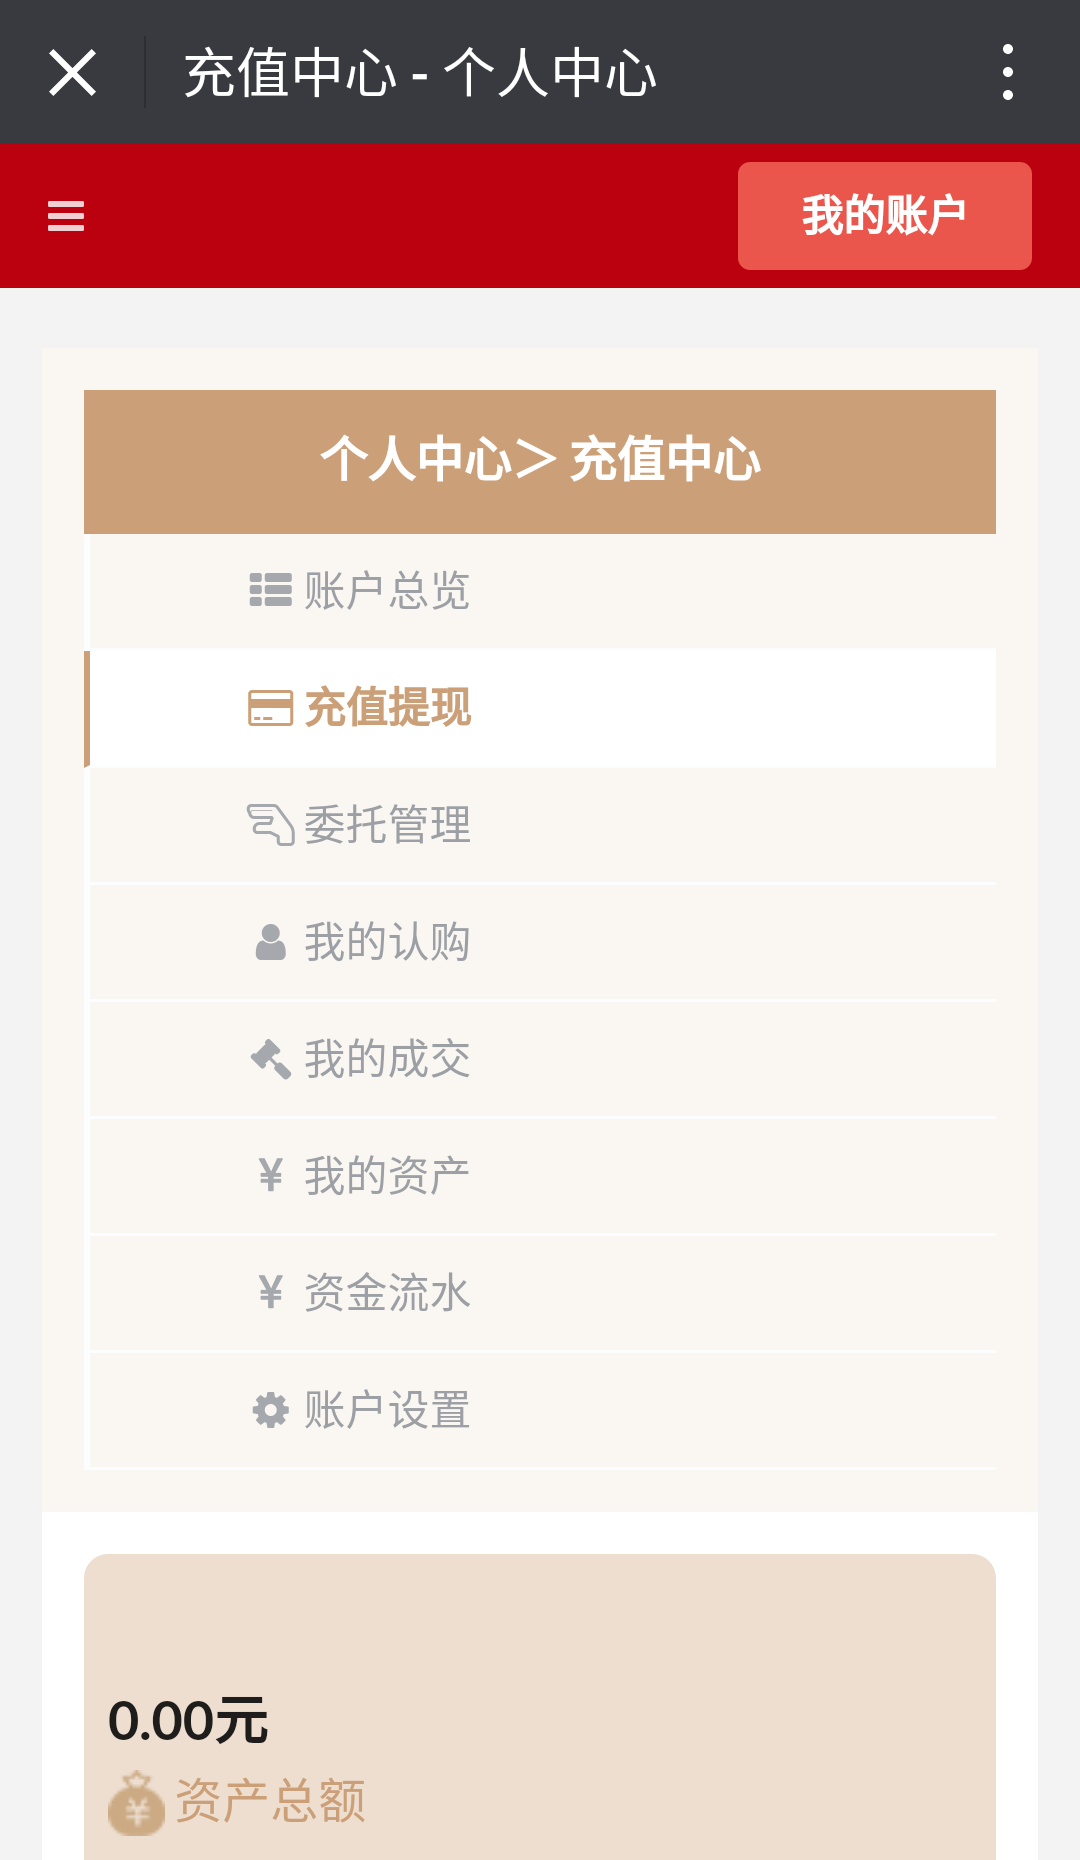 充值中心 - 个人中心
我的账户
个人中心＞ 充值中心
账户总览
充值提现
委托管理
我的认购
我的成交
¥ 我的资产
¥ 资金流水
账户设置
0.00元
¥ 资产总额